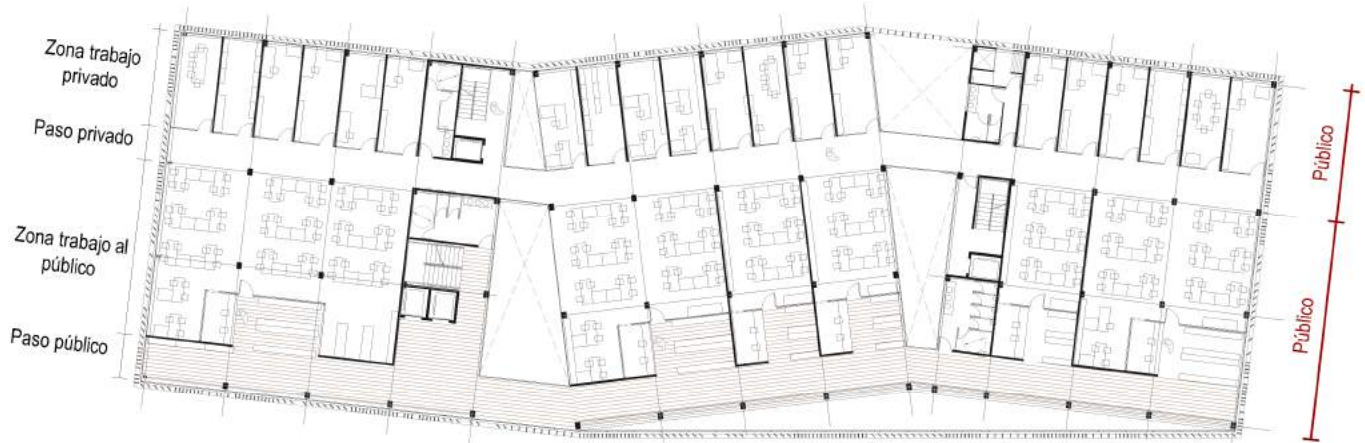 Zona trabajo
privado
Paso privado
Zona trabajo al
público
Paso público
Público
Público